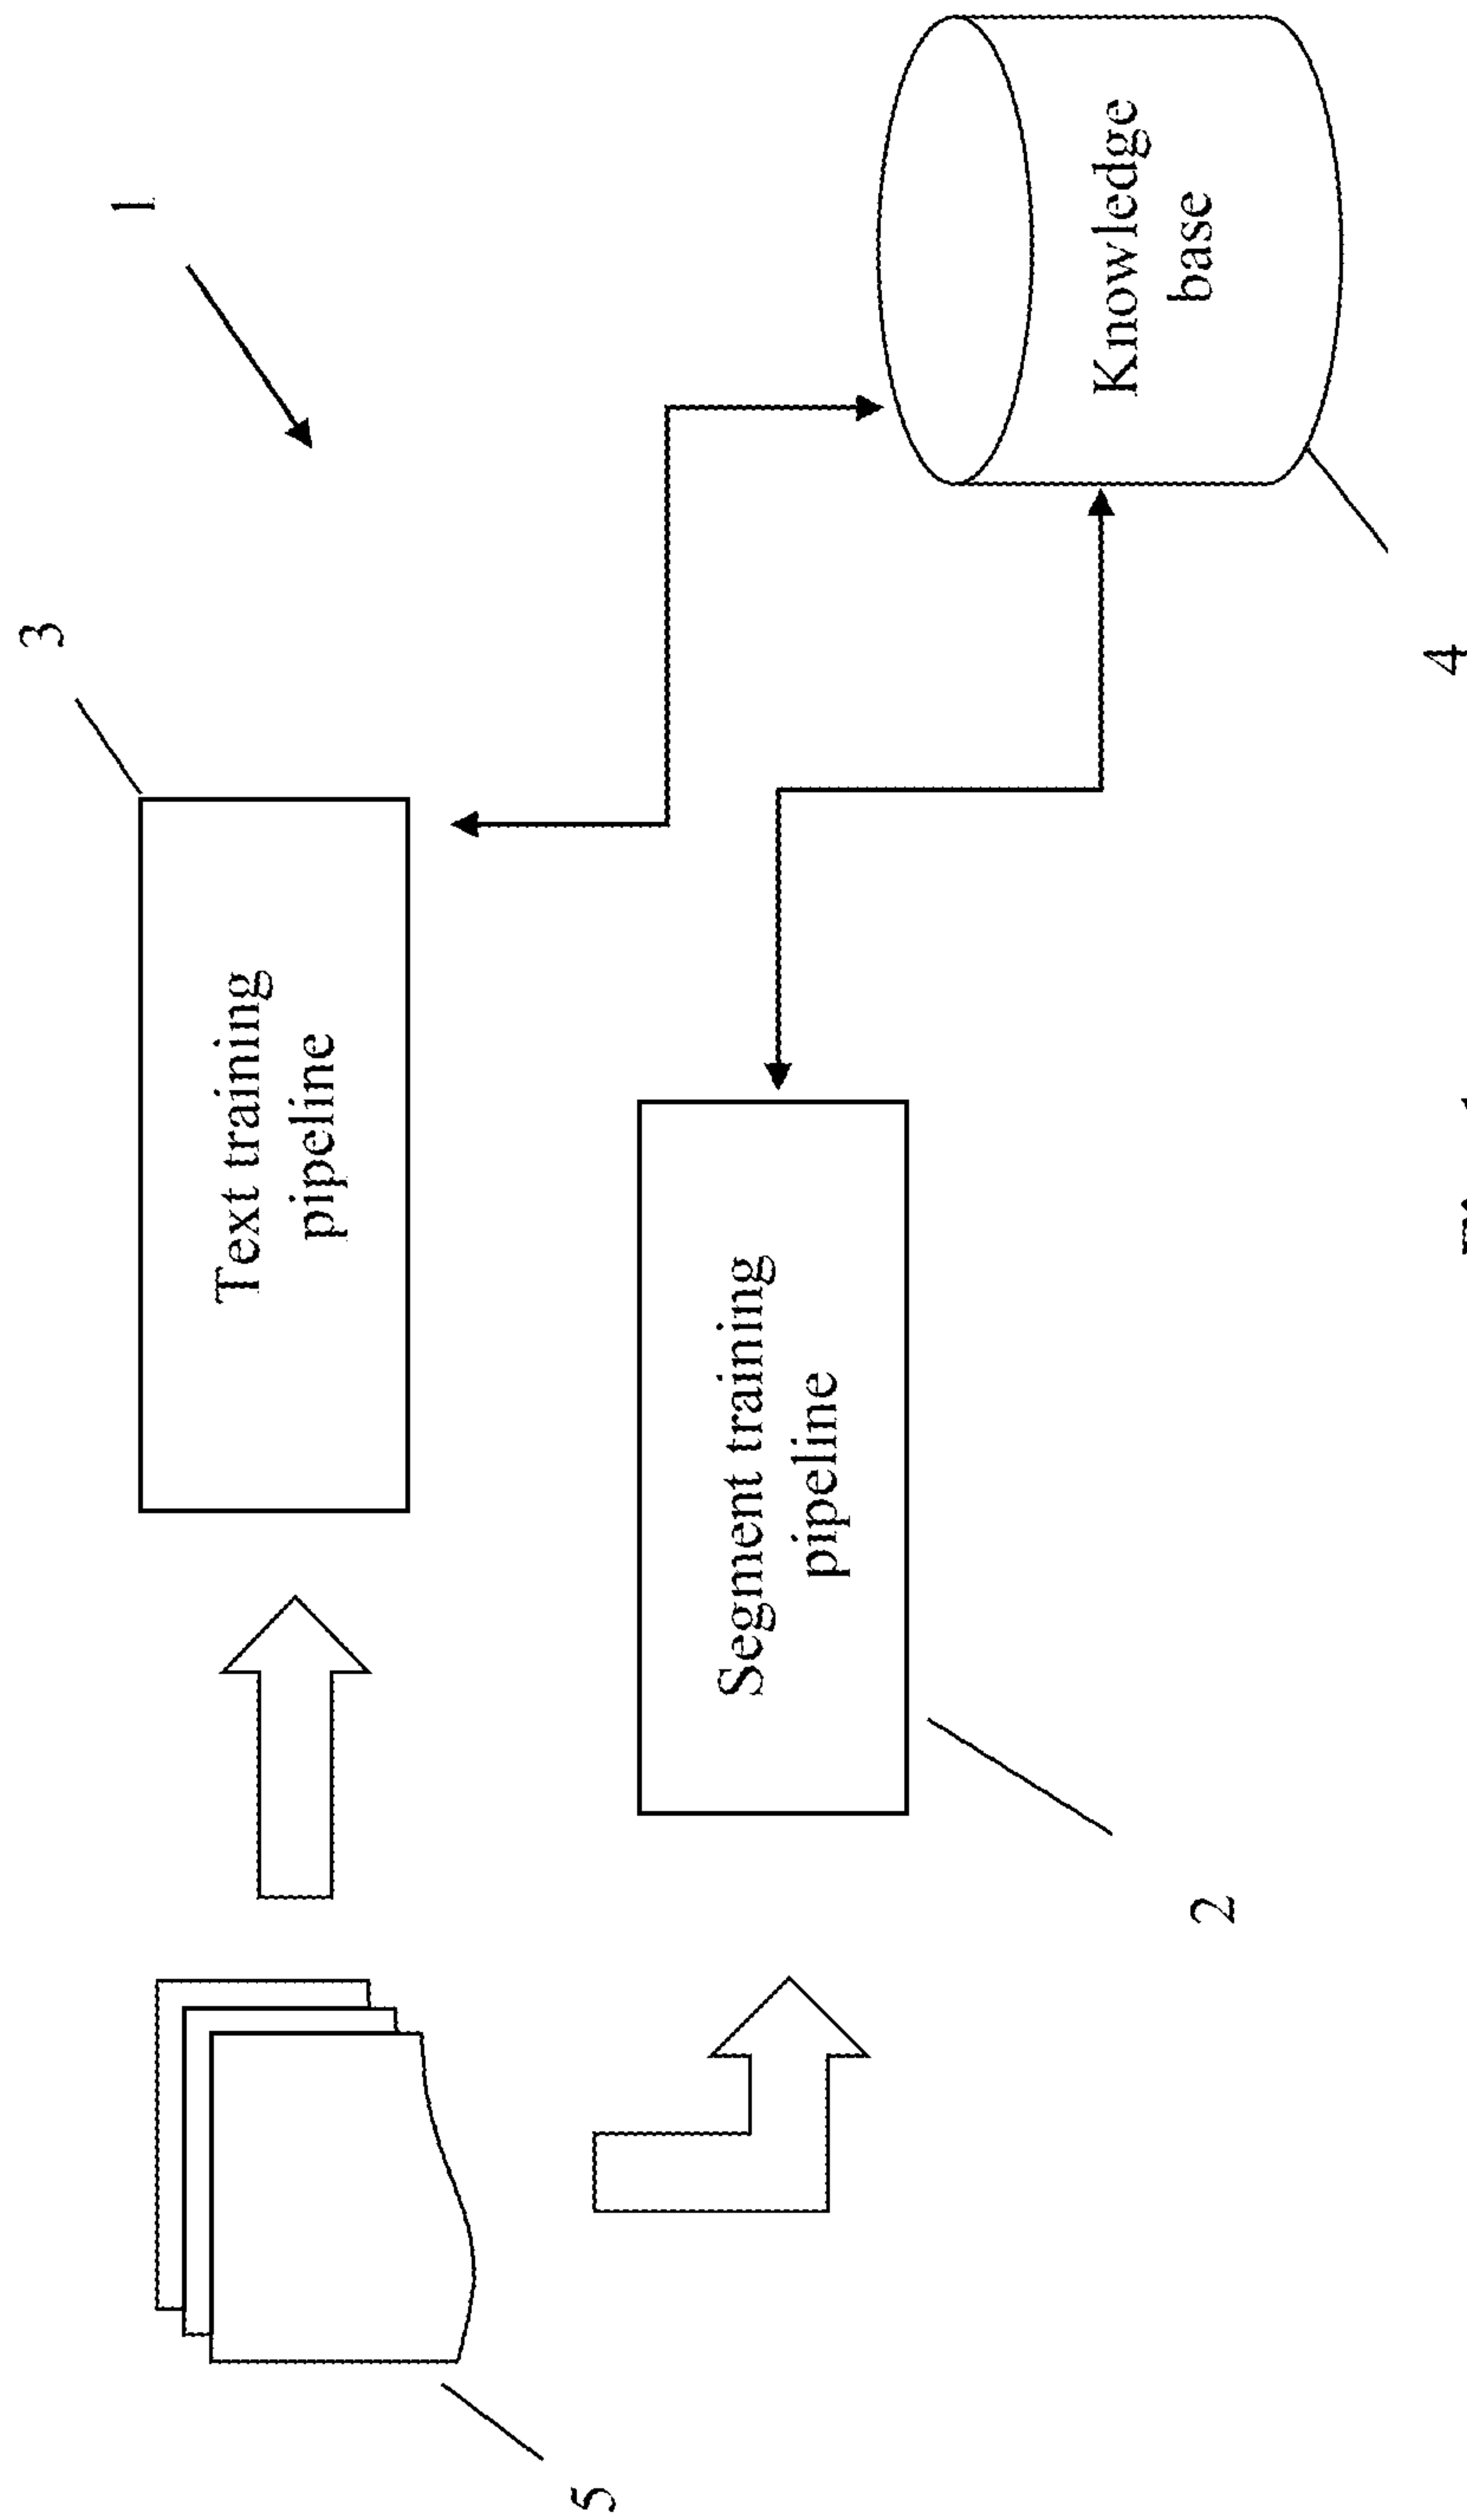 1
3
Text training
pipeline
Knowledge
base
Segment training
pipeline
5
2
4